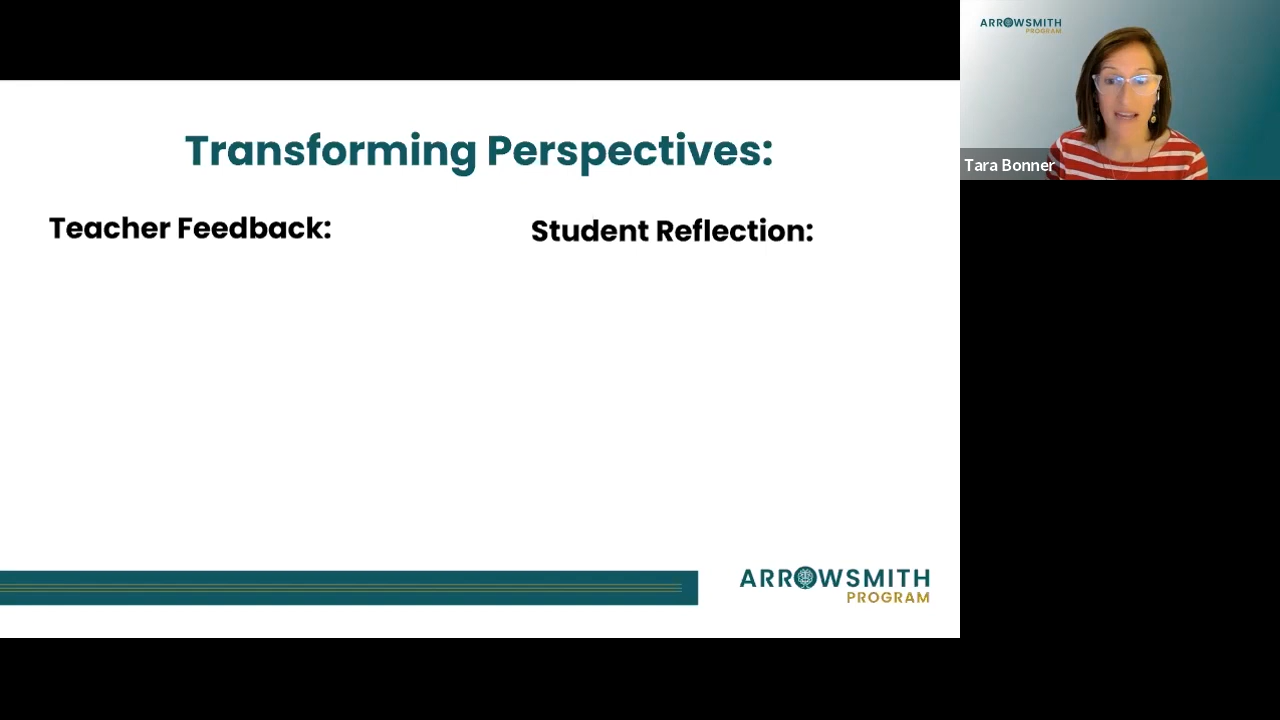 Transforming Perspectives:
Teacher Feedback:
Student Reflection:
ARROWSMITH
PROGRAM
ARROWSMITH
PROGRAM
Tara Bonner